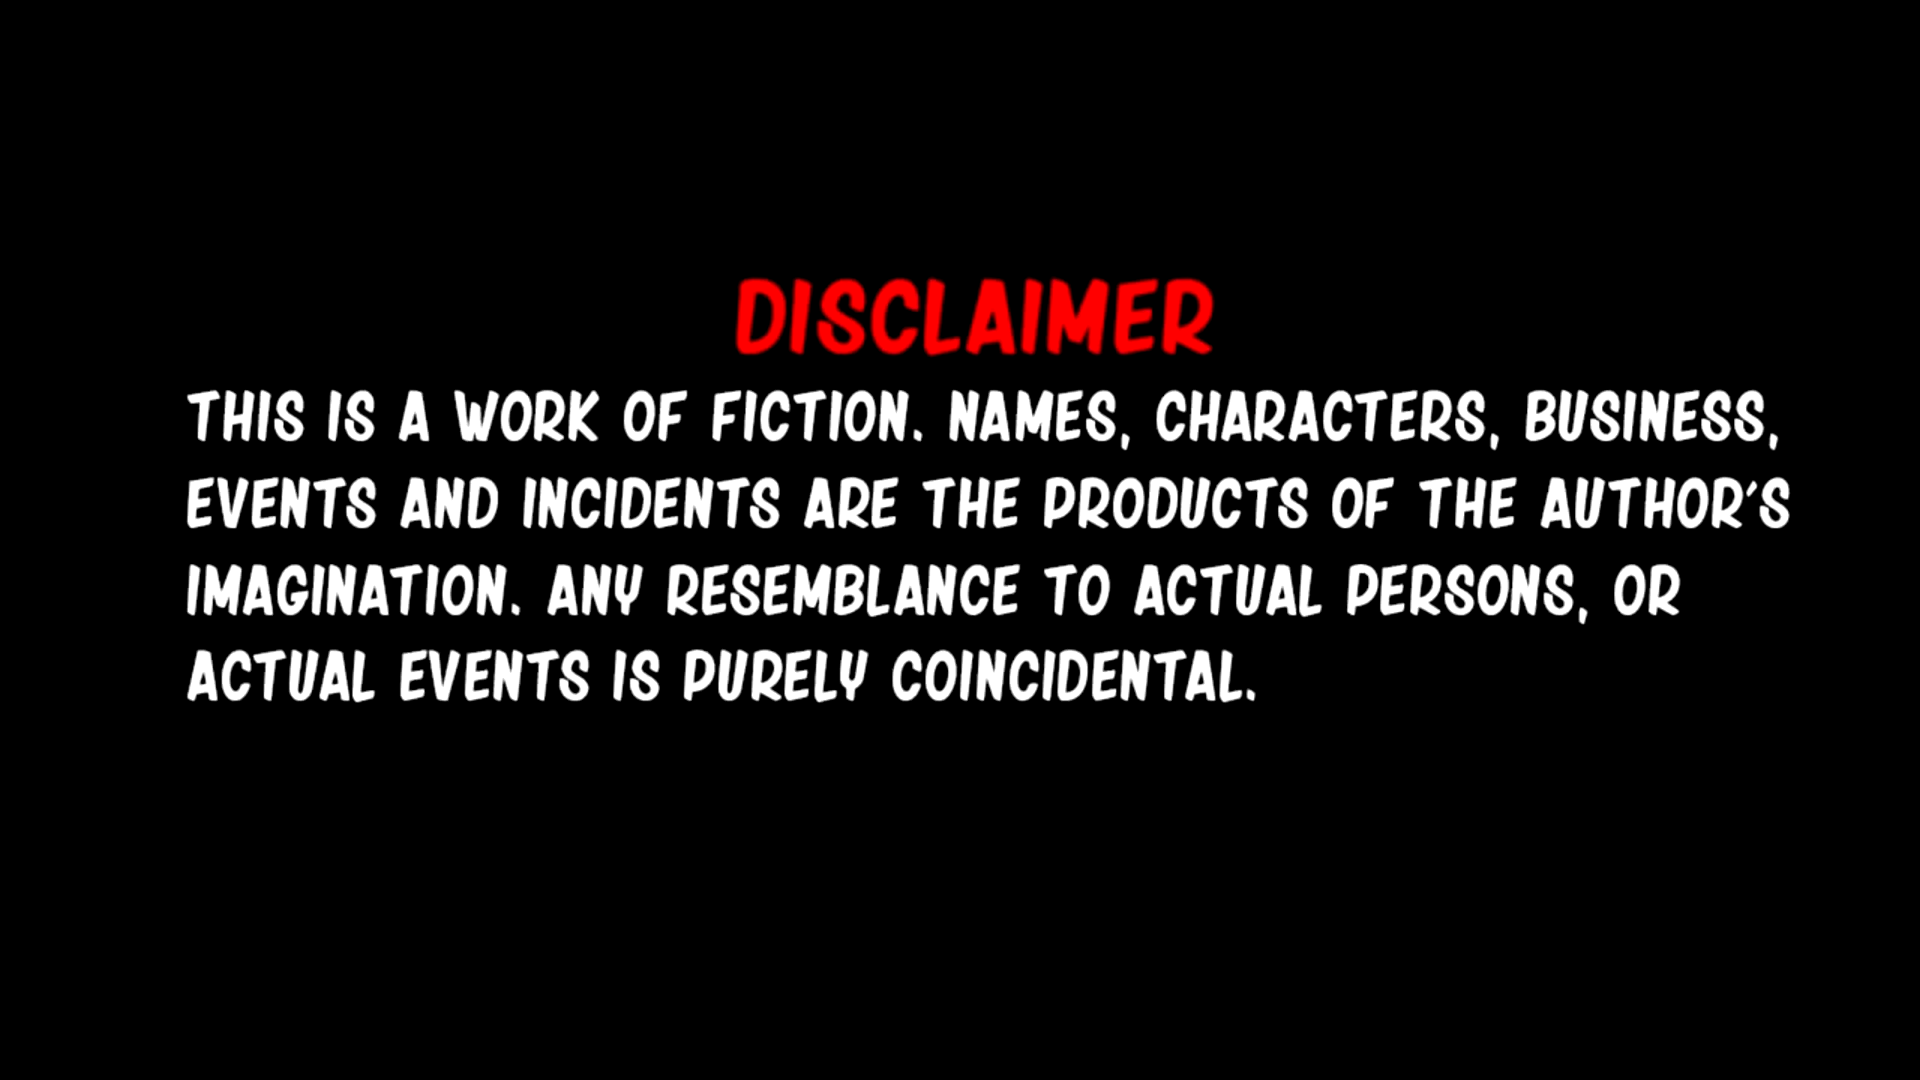 DISCLAIMER
THIS IS A WORK OF FICTION. NAMES, CHARACTERS, BUSINESS,
EVENTS AND INCIDENTS ARE THE PRODUCTS OF THE AUTHOR'S
IMAGINATION. ANY RESEMBLANCE TO ACTUAL PERSONS, OR
ACTUAL EVENTS IS PURELY COINCIDENTAL.